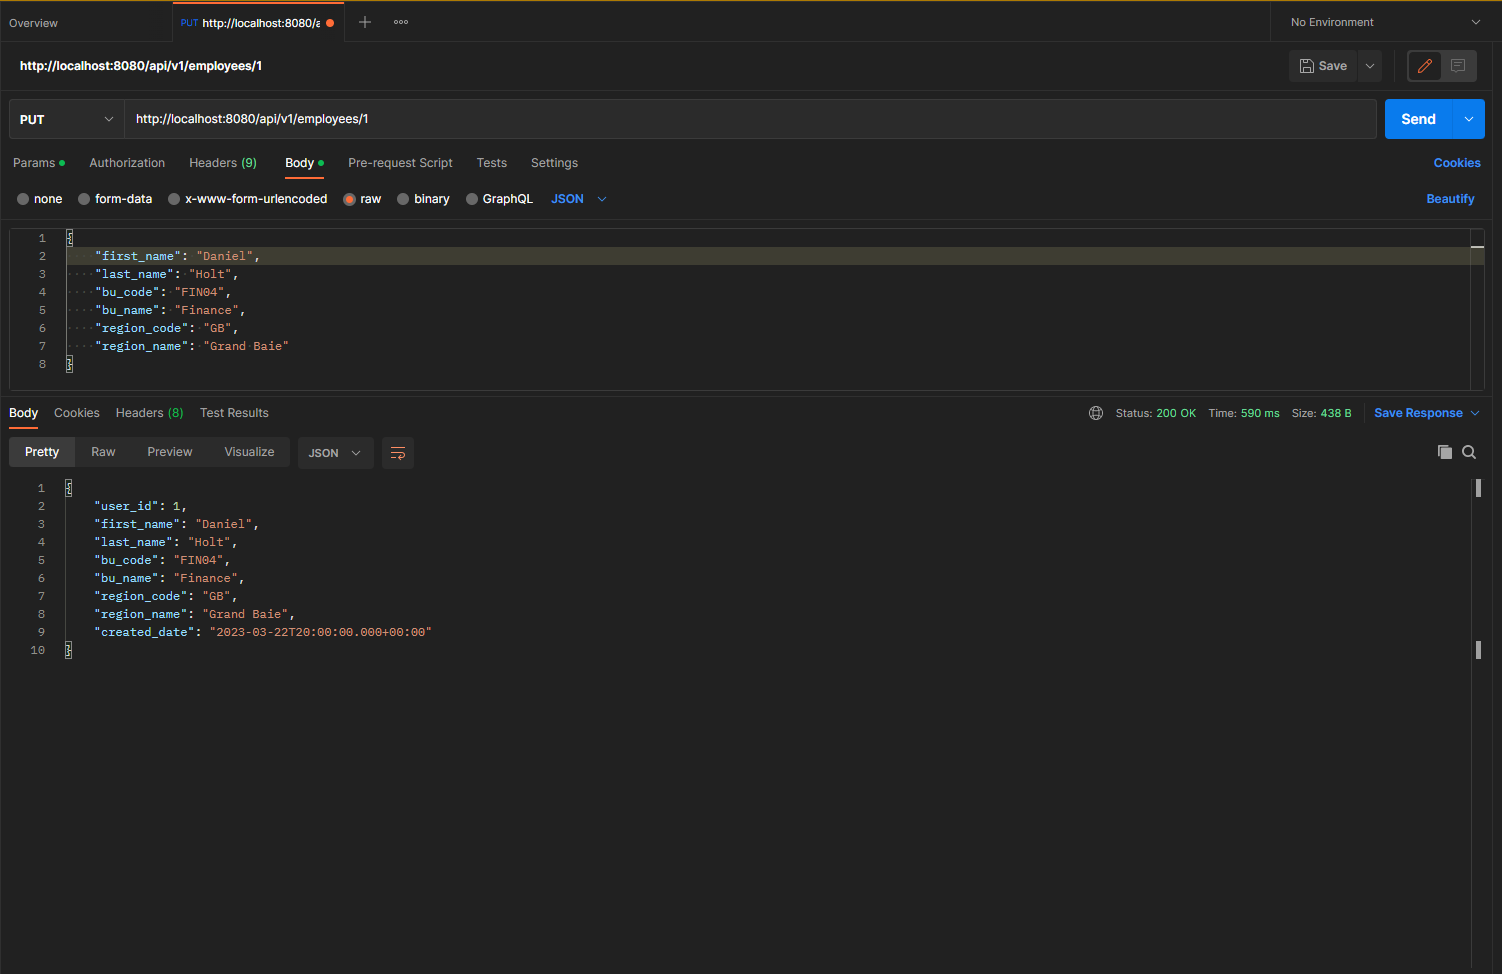 Overview
PUT http://localhost:8080/a
No Environment
http://localhost:8080/api/v1/employees/1
Save
PUT
http://localhost:8080/api/v1/employees/1
Send
Params
Authorization
Headers (9)
Body
Pre-request Script
Tests
Settings
Cookies
none
form-data
x-www-form-urlencoded
raw
binary
GraphQL
JSON
Beautify
1 {
2 "first_name": "Daniel",
3 "last_name": "Holt",
4 "bu_code": "FIN04",
5 "bu_name": "Finance",
6 "region_code": "GB",
7 "region_name": "Grand Baie"
8 }
Body
Cookies
Headers (8)
Test Results
Status: 200 OK
Time: 590 ms
Size: 438 B
Save Response
Pretty
Raw
Preview
Visualize
JSON
1 {
2 "user_id": 1,
3 "first_name": "Daniel",
4 "last_name": "Holt",
5 "bu_code": "FIN04",
6 "bu_name": "Finance",
7 "region_code": "GB",
8 "region_name": "Grand Baie",
9 "created_date": "2023-03-22T20:00:00.000+00:00"
10 }